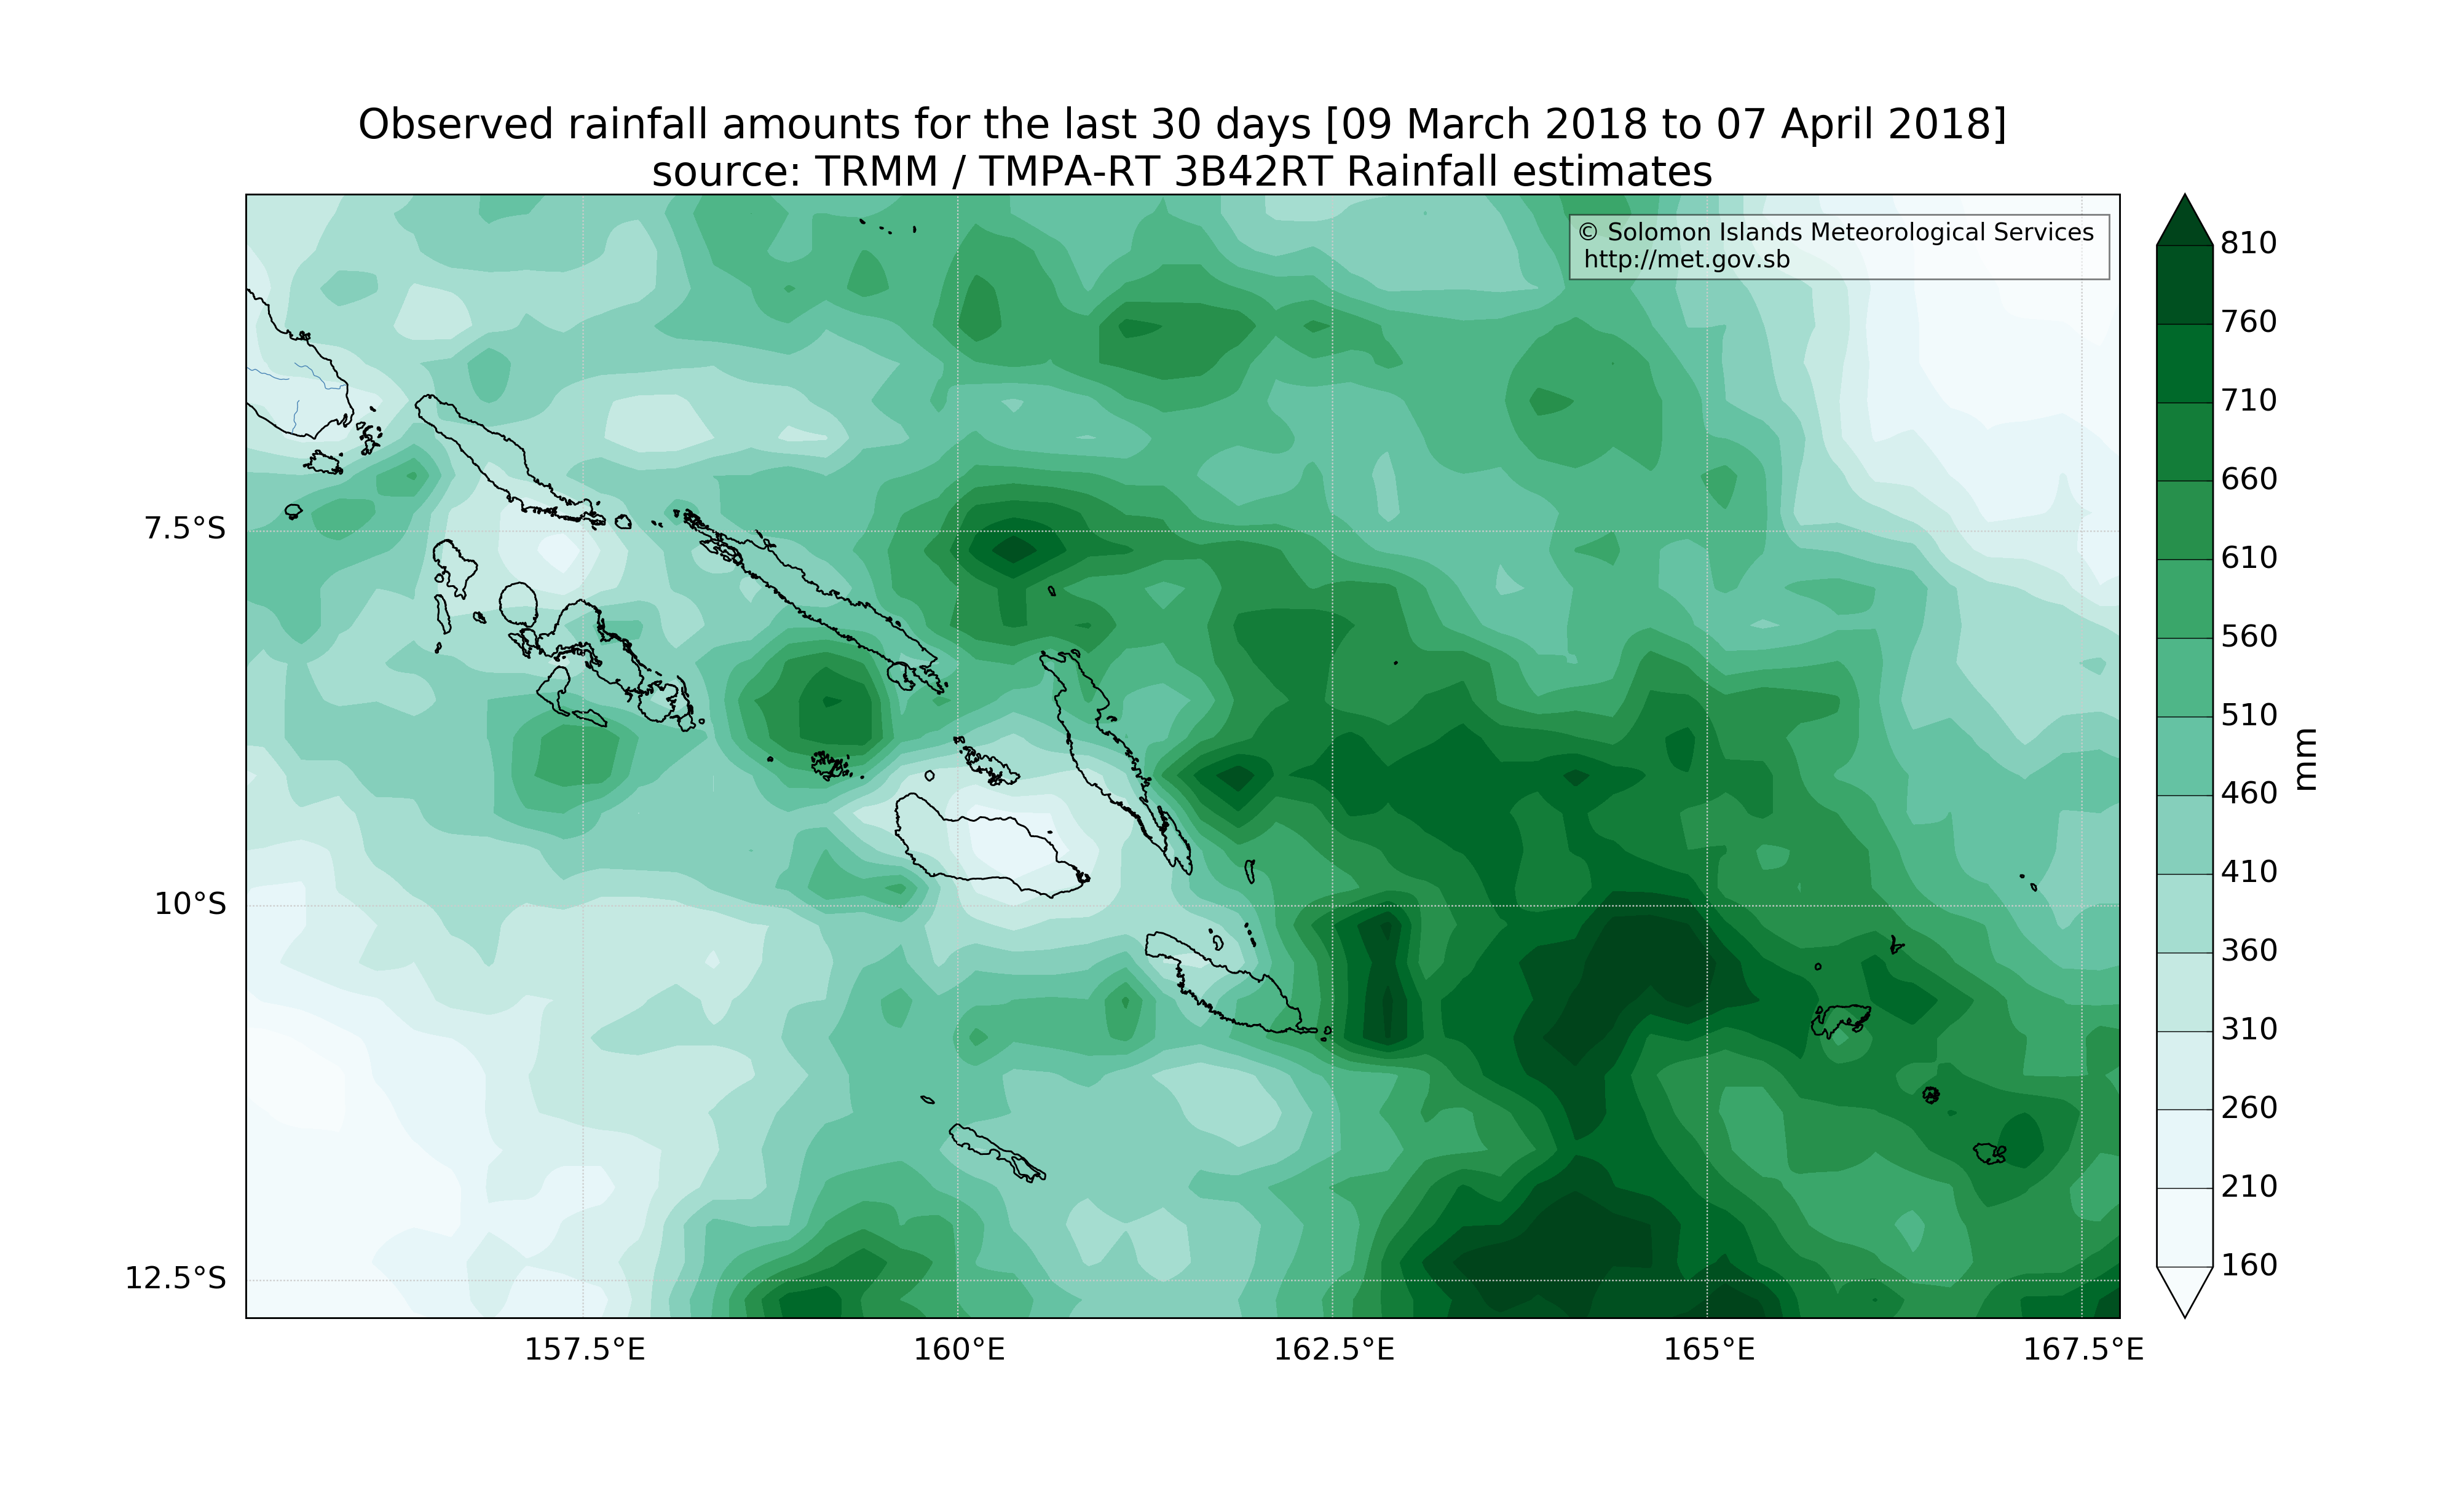 Observed rainfall amounts for the last 30 days [09 March 2018 to 07 April 2018]
source: TRMM / TMPA-RT 3B42RT Rainfall estimates
© Solomon Islands Meteorological Services
http://met.gov.sb
7.5°S
10°S
12.5°S
157.5°E
160°E
162.5°E
165°E
167.5°E
810
760
710
660
610
560
510
460
410
360
310
260
210
160
mm